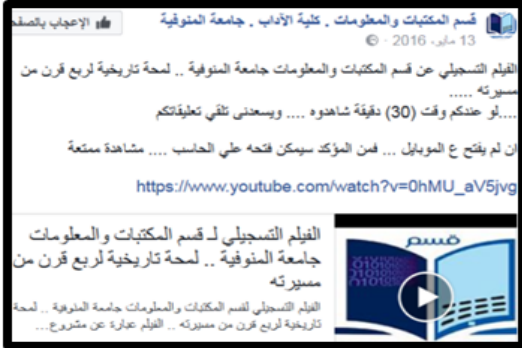 قسم المكتبات والمعلومات . كلية الآداب . جامعة المنوفية
الإعجاب بالصفح
13 مايو، 2016 ·
الفيلم التسجيلي عن قسم المكتبات والمعلومات جامعة المنوفية .. لمحة تاريخية لربع قرن من
مسيرته .....
....لو عندكم وقت (30) دقيقة شاهدوه .... ويسعدنى تلقي تعليقاتكم
ان لم يفتح ع الموبايل ... فمن المؤكد سيمكن فتحه علي الحاسب .... مشاهدة ممتعة
https://www.youtube.com/watch?v=0hMU_aV5jvg
الفيلم التسجيلي لـ قسم المكتبات والمعلومات
جامعة المنوفية .. لمحة تاريخية لربع قرن من
مسيرته
الفيلم التسجيلي لقسم المكتبات والمعلومات جامعة المنوفية .. لمحة
تاريخية لربع قرن من مسيرته .. الفيلم عبارة عن مشروع...
قسم